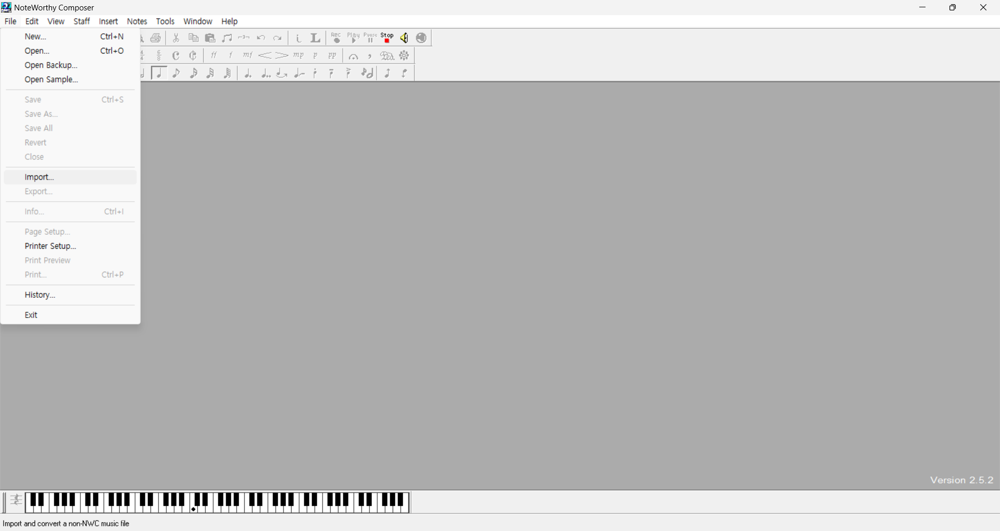 NoteWorthy Composer
File Edit View Staff Insert Notes Tools Window Help
New... Ctrl+N
Open... Ctrl+O
Open Backup...
Open Sample...
Save Ctrl+S
Save As...
Save All
Revert
Close
Import...
Export...
Info... Ctrl+I
Page Setup...
Printer Setup...
Print Preview
Print... Ctrl+P
History...
Exit
Rec Play Pause Stop
6 8 ff f mf mp p pp Ped.
Version 2.5.2
Import and convert a non-NWC music file